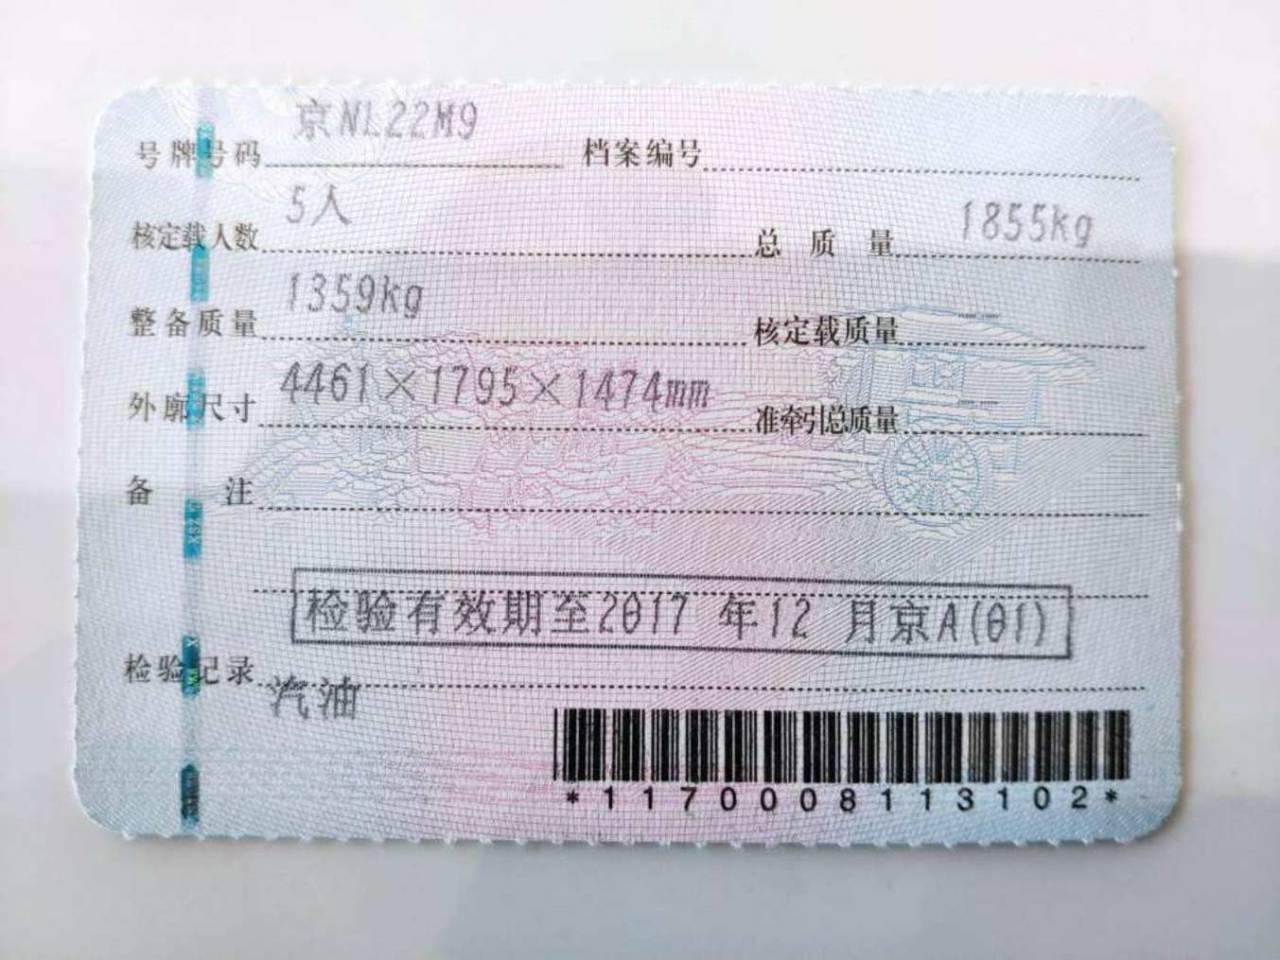 号牌号码 京NL22M9 档案编号
核定载人数 5人 总质量 1855kg
整备质量 1359kg 核定载质量 --
外廓尺寸 4461×1795×1474mm 准牵引总质量 --
备注
检验有效期至2017 年12 月京A(01)
检验记录
汽油
*1170008113102*